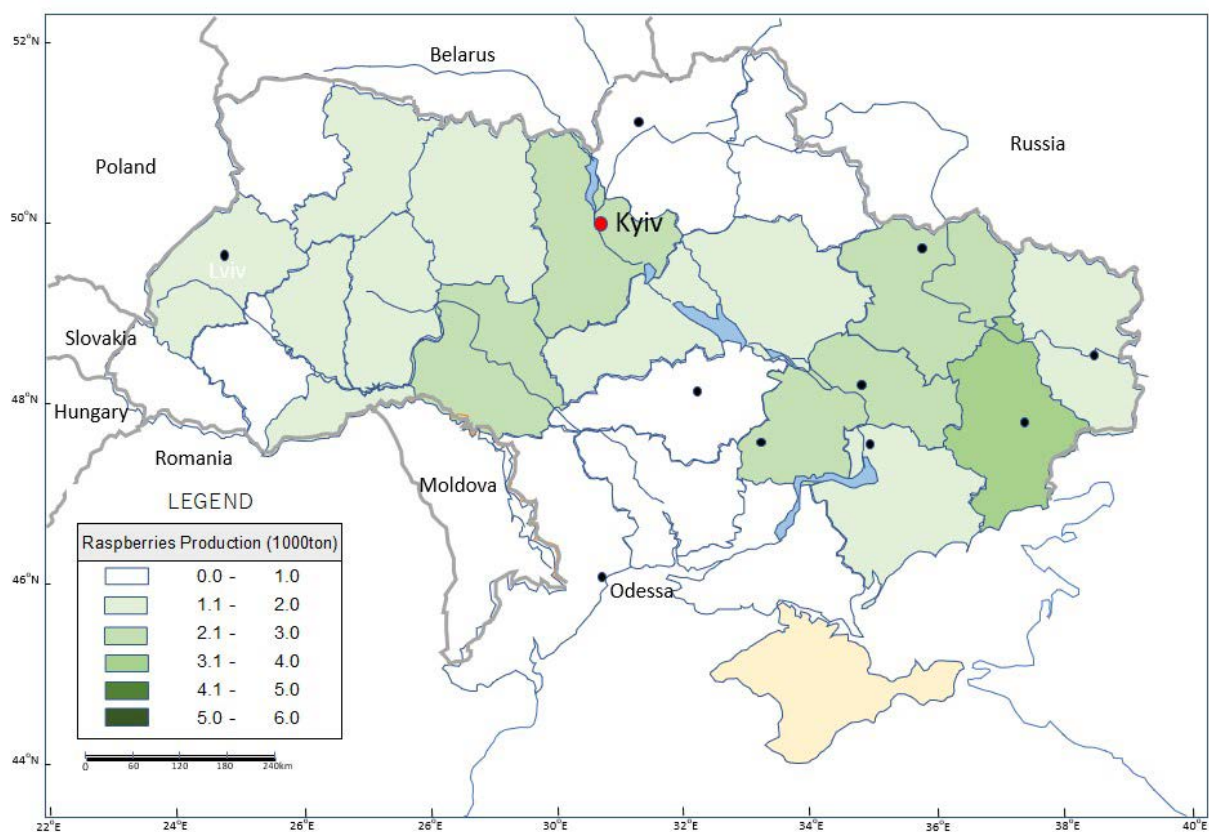 52°N
Belarus
Russia
Poland
50°N
Kyiv
Lviv
Slovakia
48°N
Hungary
Romania
Moldova
LEGEND
Raspberries Production (1000ton)
0.0 - 1.0
1.1 - 2.0
2.1 - 3.0
3.1 - 4.0
4.1 - 5.0
5.0 - 6.0
46°N
Odessa
44°N
0 60 120 180 240km
22°E 24°E 26°E 28°E 30°E 32°E 34°E 36°E 38°E 40°E